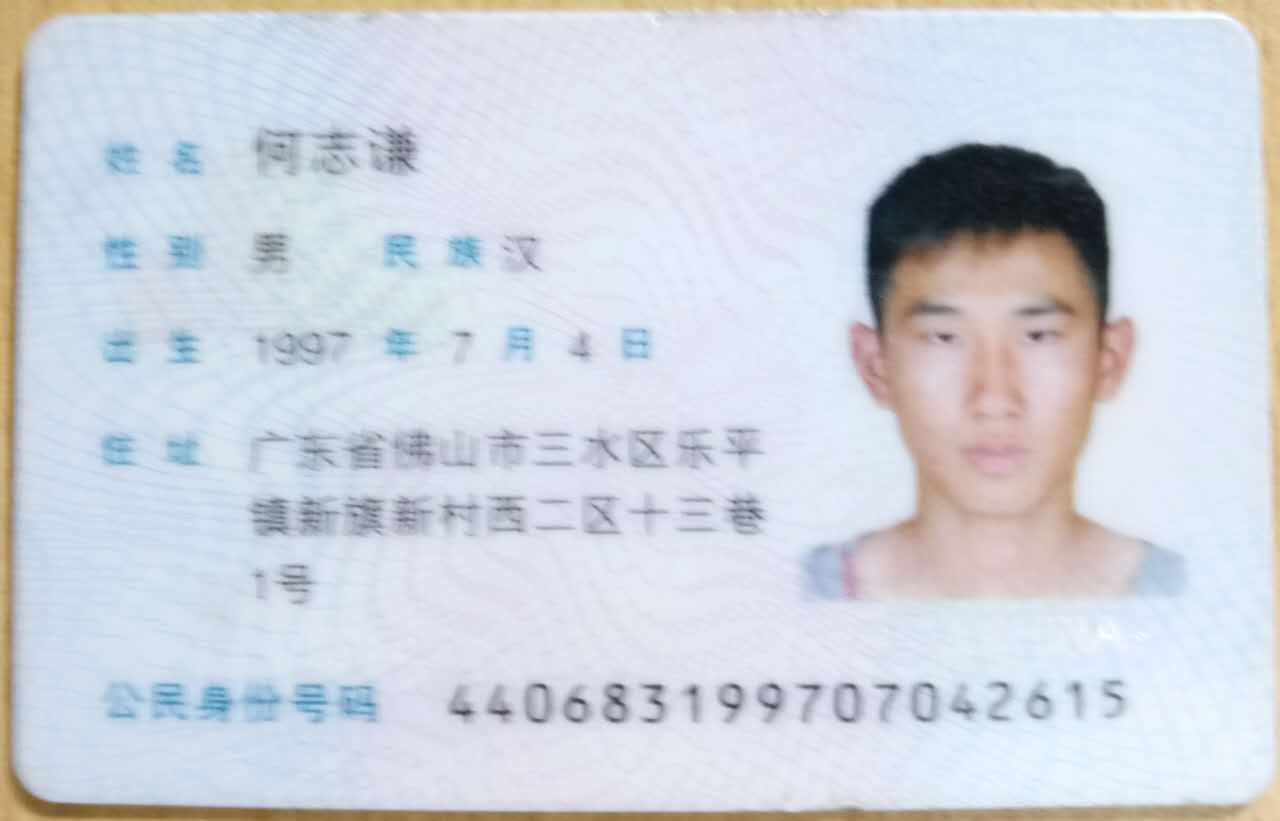 姓名 何志谦
性别 男 民族 汉
出生 1997 年 7 月 4 日
住址 广东省佛山市三水区乐平
镇新旗新村西二区十三巷
1号
公民身份号码 440683199707042615